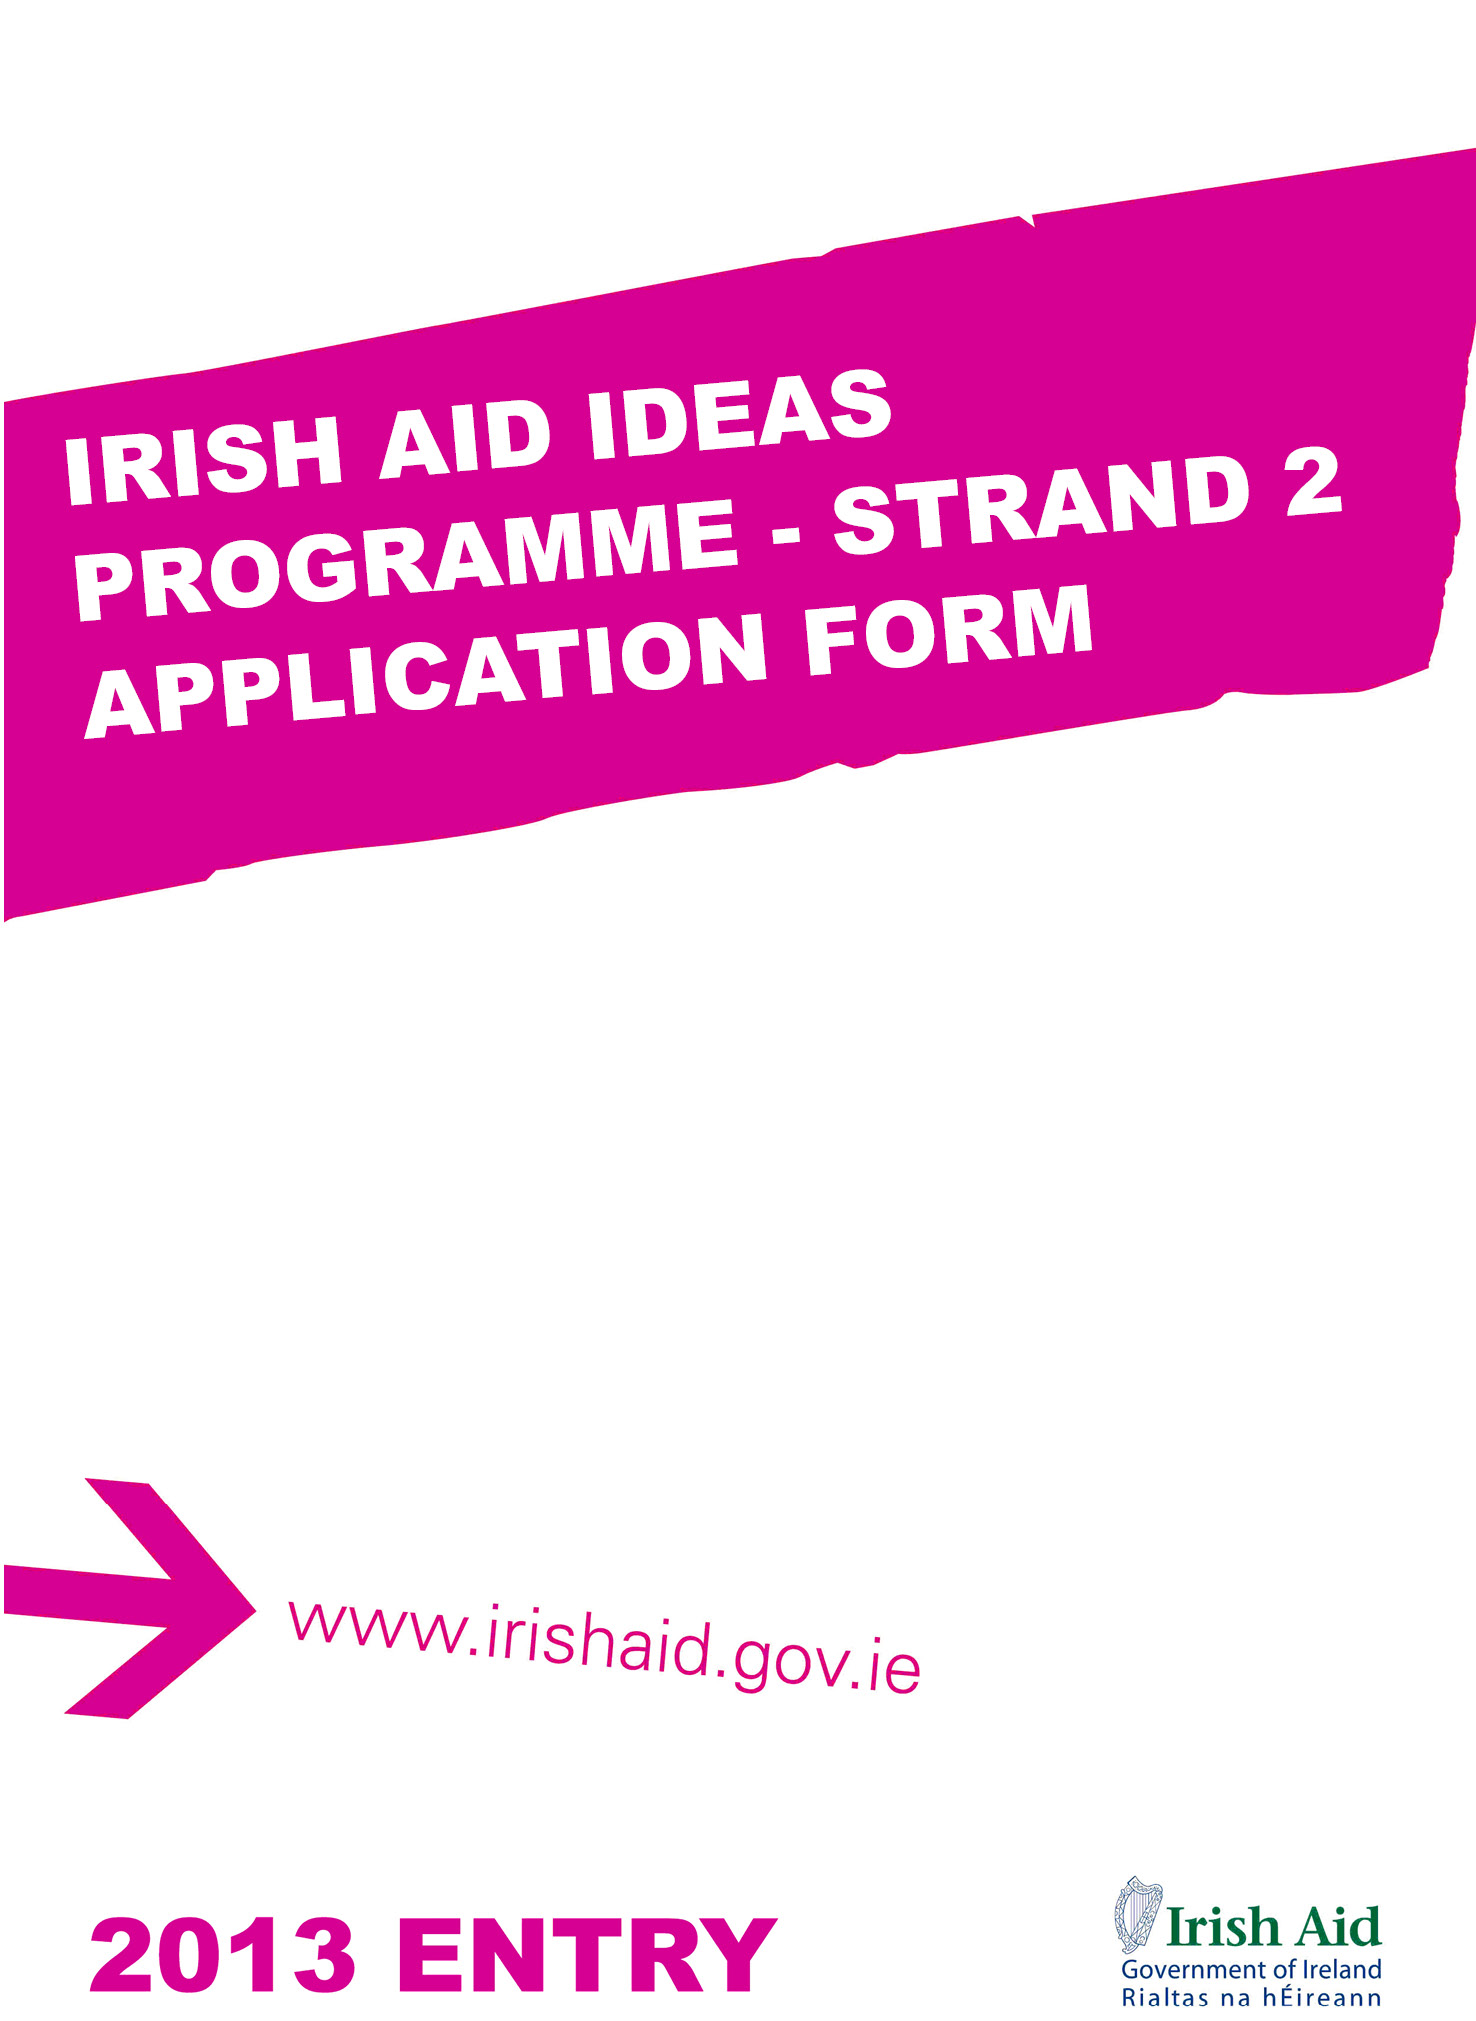 IRISH AID IDEAS
PROGRAMME - STRAND 2
APPLICATION FORM
www.irishaid.gov.ie
2013 ENTRY
Irish Aid
Government of Ireland
Rialtas na hÉireann